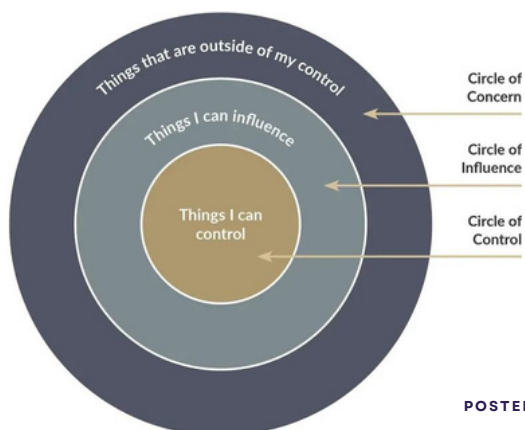 Things that are outside of my control
Things I can influence
Things I can
control
Circle of
Concern
Circle of
Influence
Circle of
Control